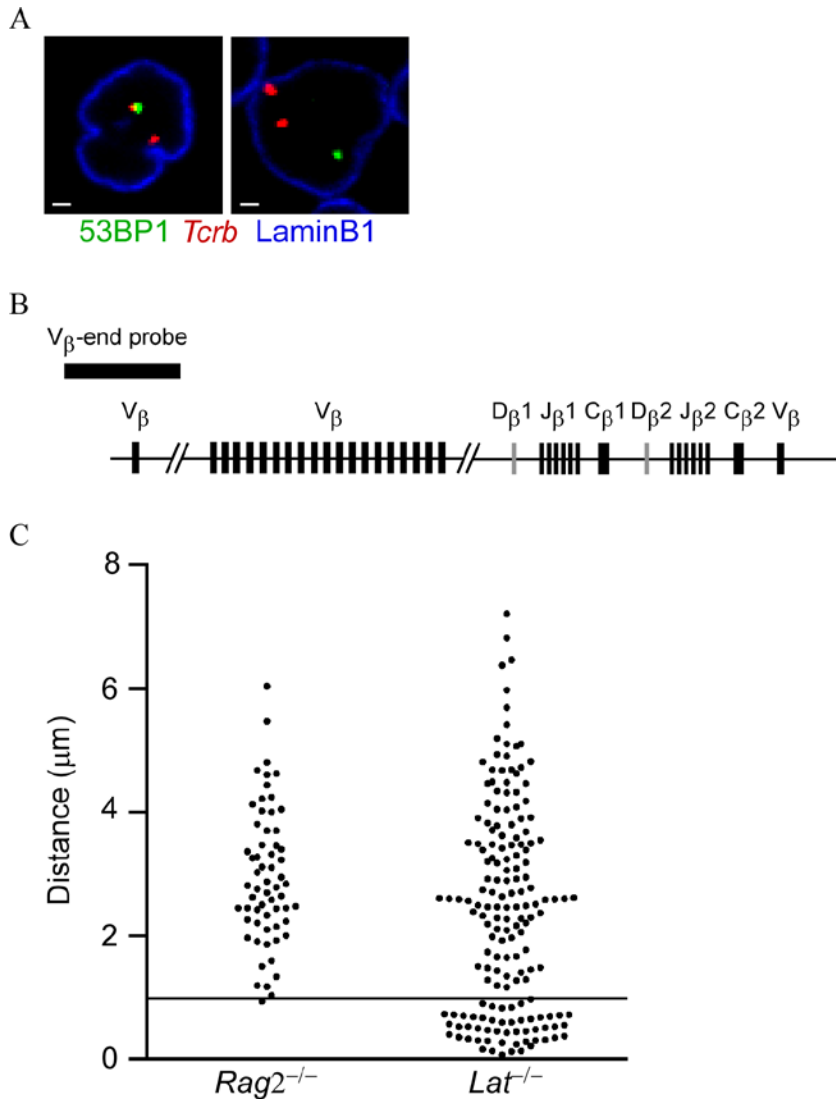 A
53BP1 Tcrb LaminB1
B
Vβ-end probe
Vβ Vβ Dβ1 Jβ1 Cβ1 Dβ2 Jβ2 Cβ2 Vβ
C
8
6
4
2
0
Distance (μm)
Rag2−/− Lat−/−